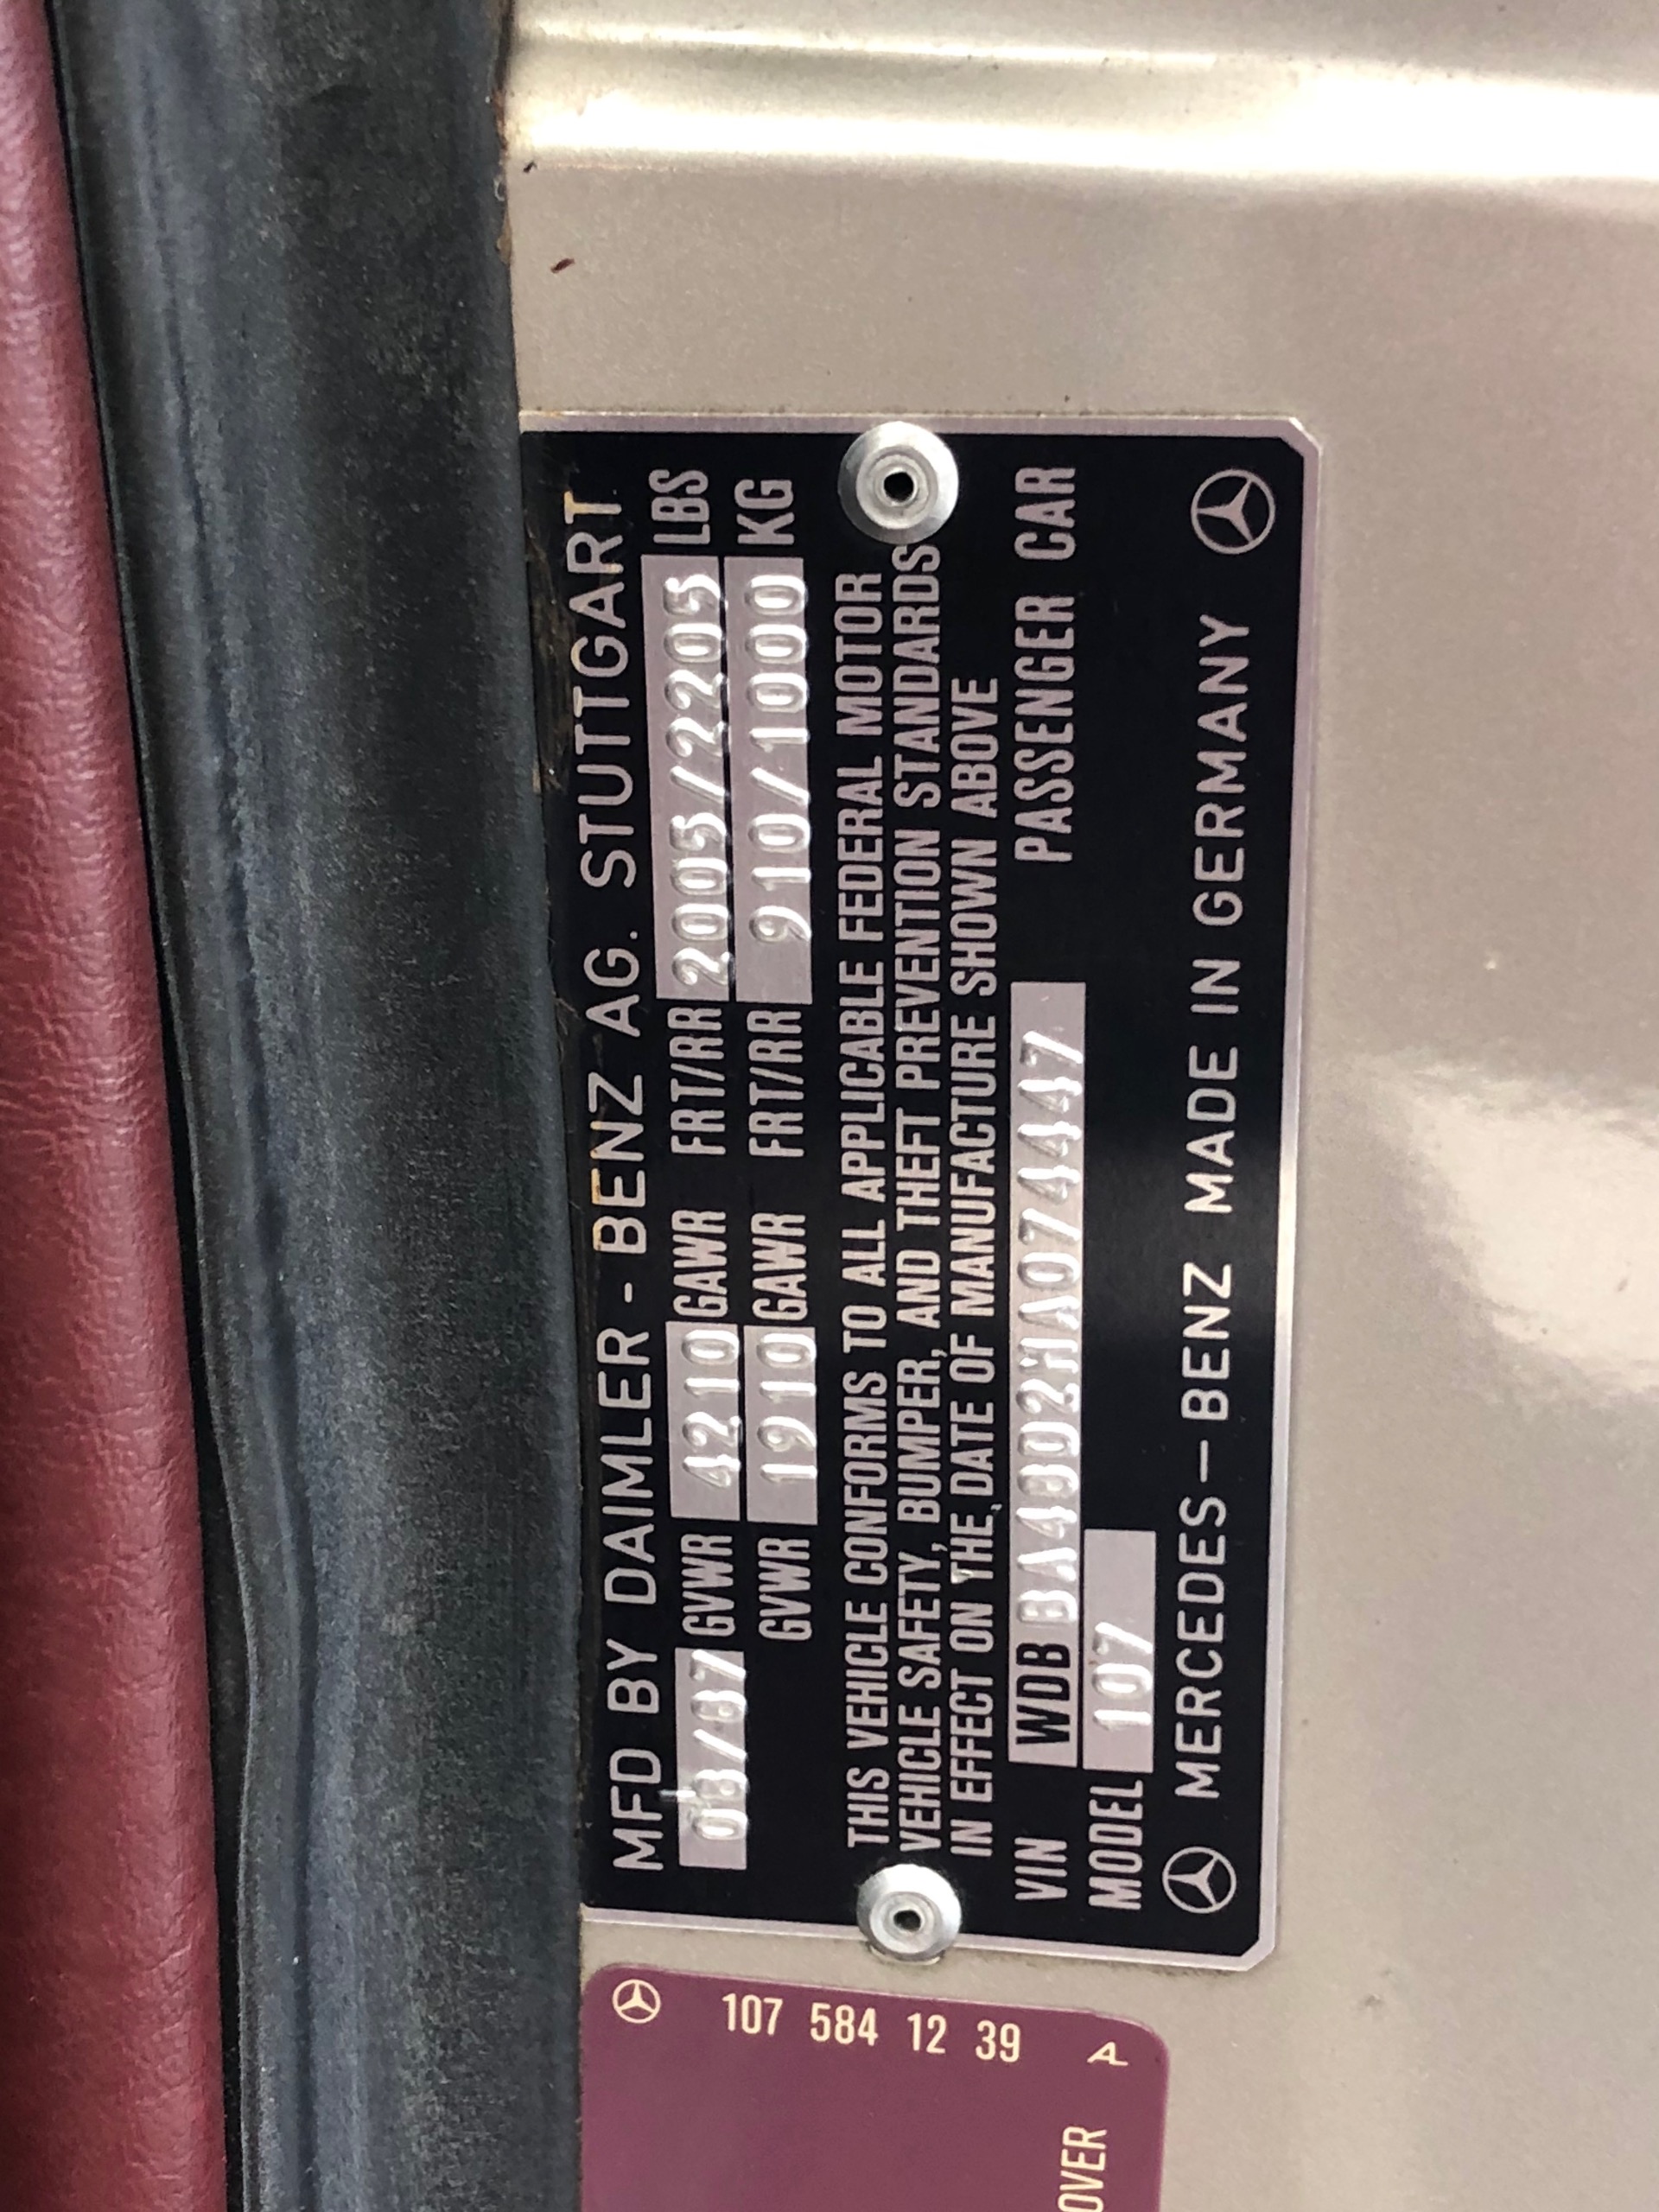 MFD BY DAIMLER - BENZ AG. STUTTGART
08/87 GVWR 4210 GAWR FRT/RR 2005/2205 LBS
GVWR 1910 GAWR FRT/RR 910/1000 KG
THIS VEHICLE CONFORMS TO ALL APPLICABLE FEDERAL MOTOR
VEHICLE SAFETY, BUMPER, AND THEFT PREVENTION STANDARDS
IN EFFECT ON THE DATE OF MANUFACTURE SHOWN ABOVE
VIN WDB BA48D2HA074447 PASSENGER CAR
MODEL 107
MERCEDES – BENZ MADE IN GERMANY
107 584 12 39 A
OVER